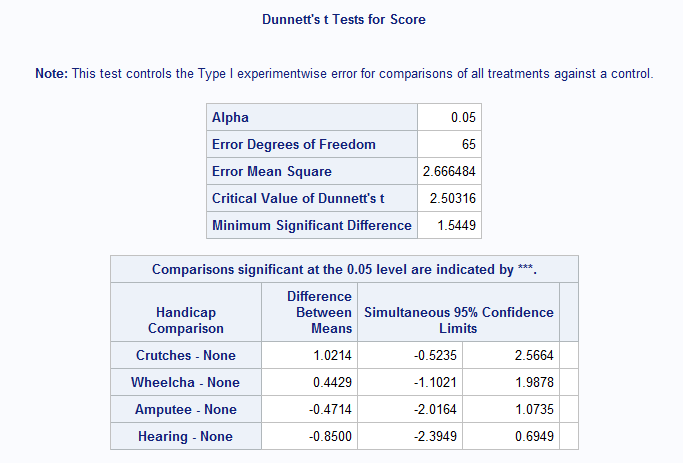 Dunnett's t Tests for Score
Note: This test controls the Type I experimentwise error for comparisons of all treatments against a control.
Alpha 0.05
Error Degrees of Freedom 65
Error Mean Square 2.666484
Critical Value of Dunnett's t 2.50316
Minimum Significant Difference 1.5449
Comparisons significant at the 0.05 level are indicated by ***.
Handicap
Comparison
Difference
Between
Means
Simultaneous 95% Confidence
Limits
Crutches - None 1.0214 -0.5235 2.5664
Wheelcha - None 0.4429 -1.1021 1.9878
Amputee - None -0.4714 -2.0164 1.0735
Hearing - None -0.8500 -2.3949 0.6949